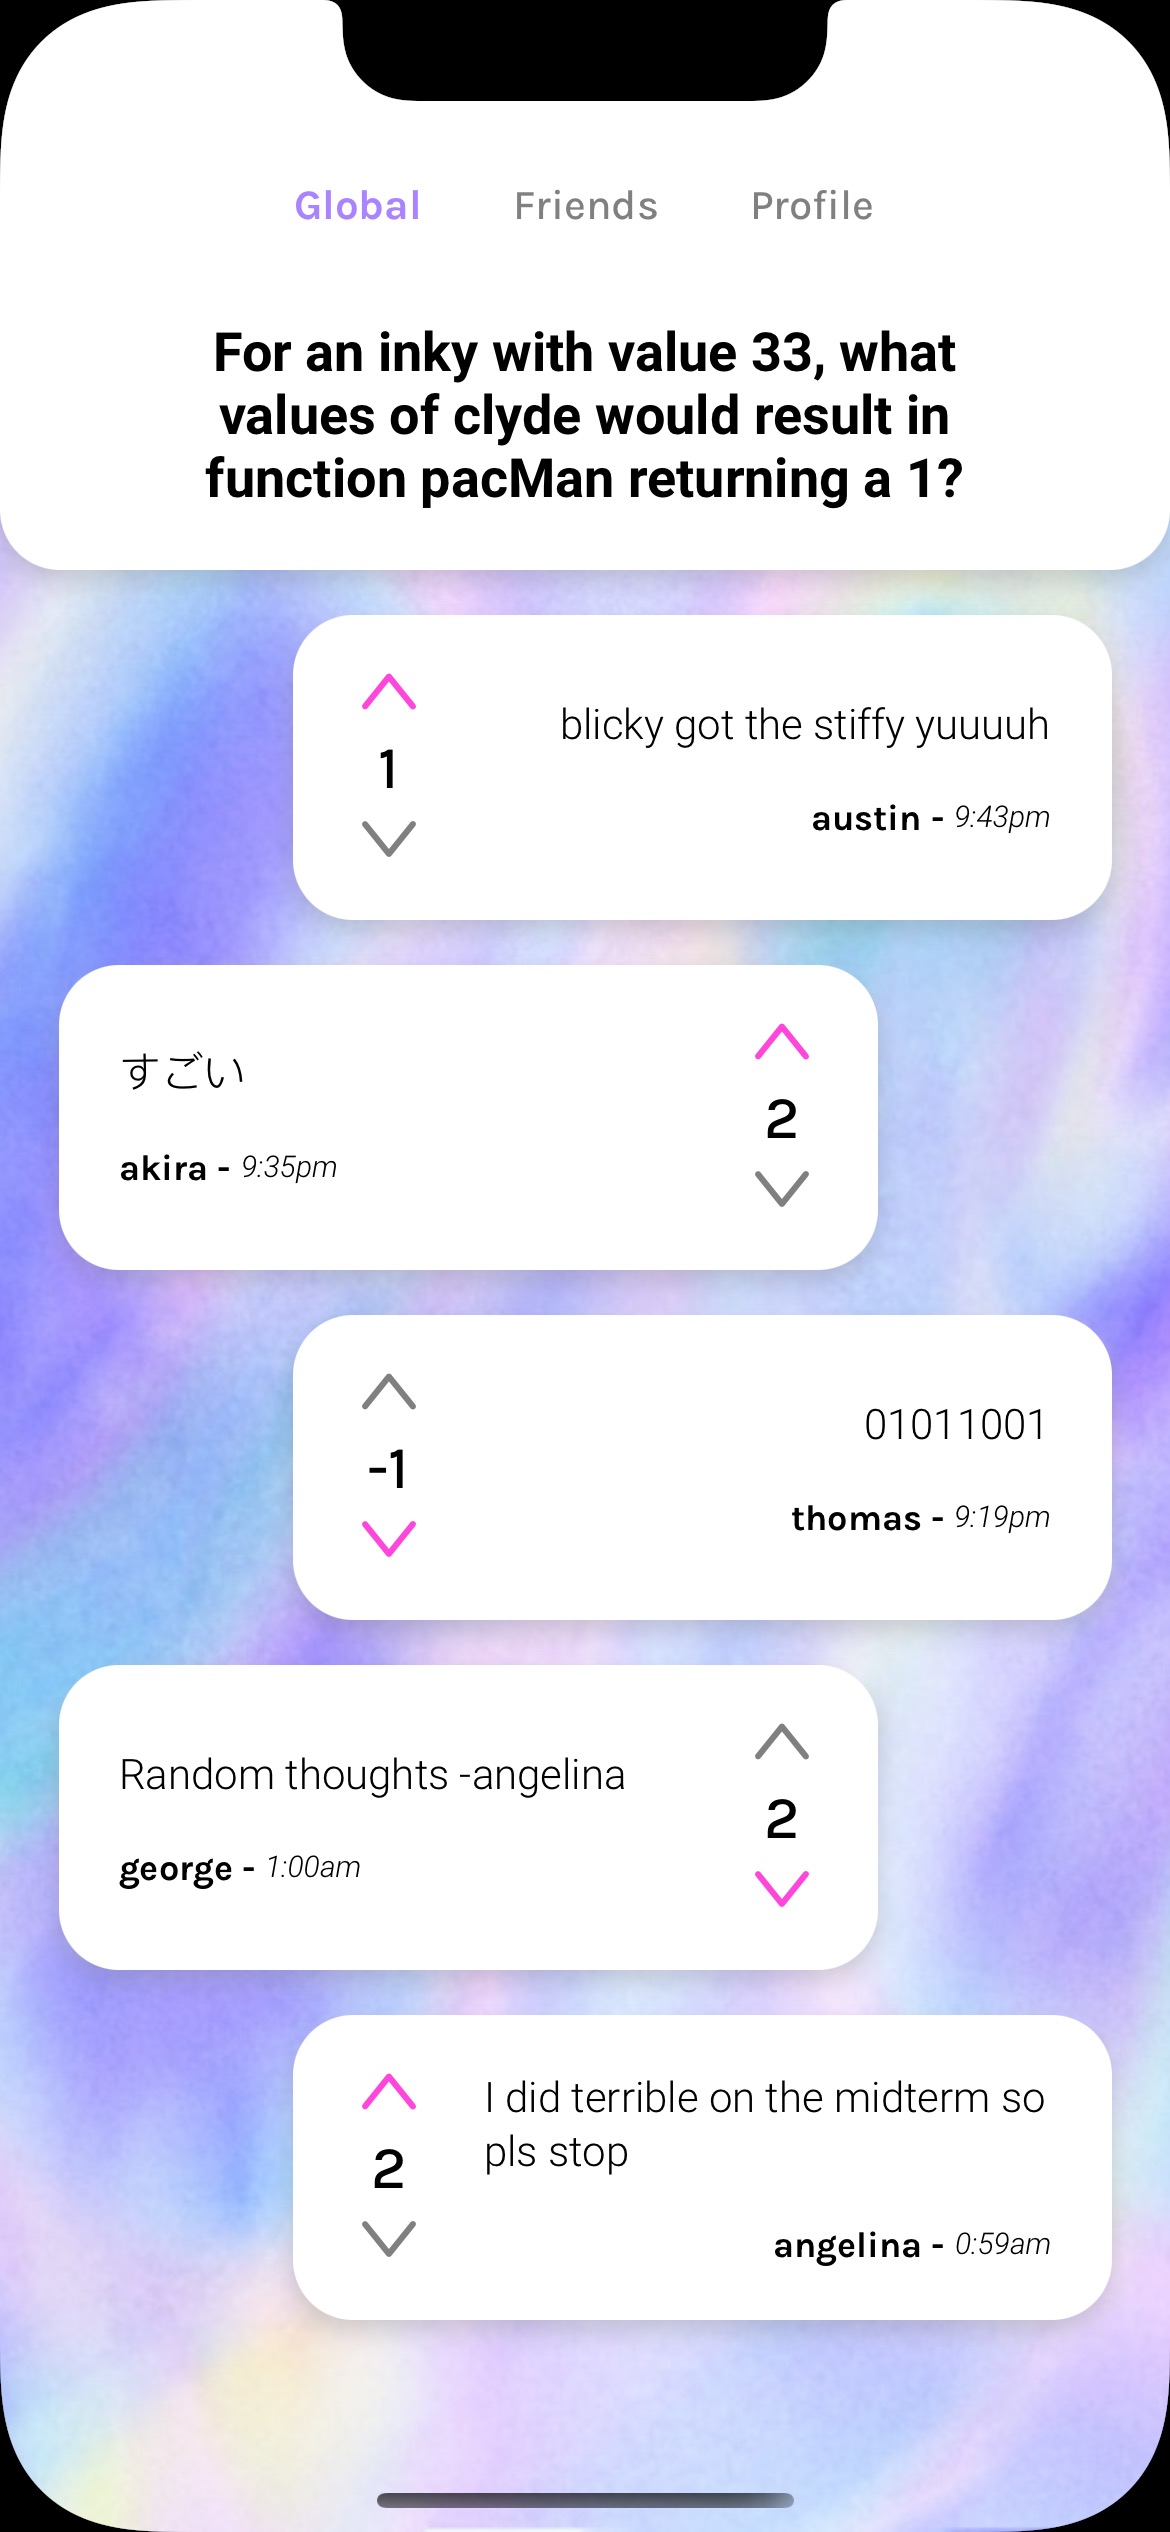 Global Friends Profile
For an inky with value 33, what
values of clyde would result in
function pacMan returning a 1?
blicky got the stiffy yuuuuh
1
austin - 9:43pm
すごい
2
akira - 9:35pm
01011001
-1
thomas - 9:19pm
Random thoughts -angelina
2
george - 1:00am
I did terrible on the midterm so
pls stop
2
angelina - 0:59am